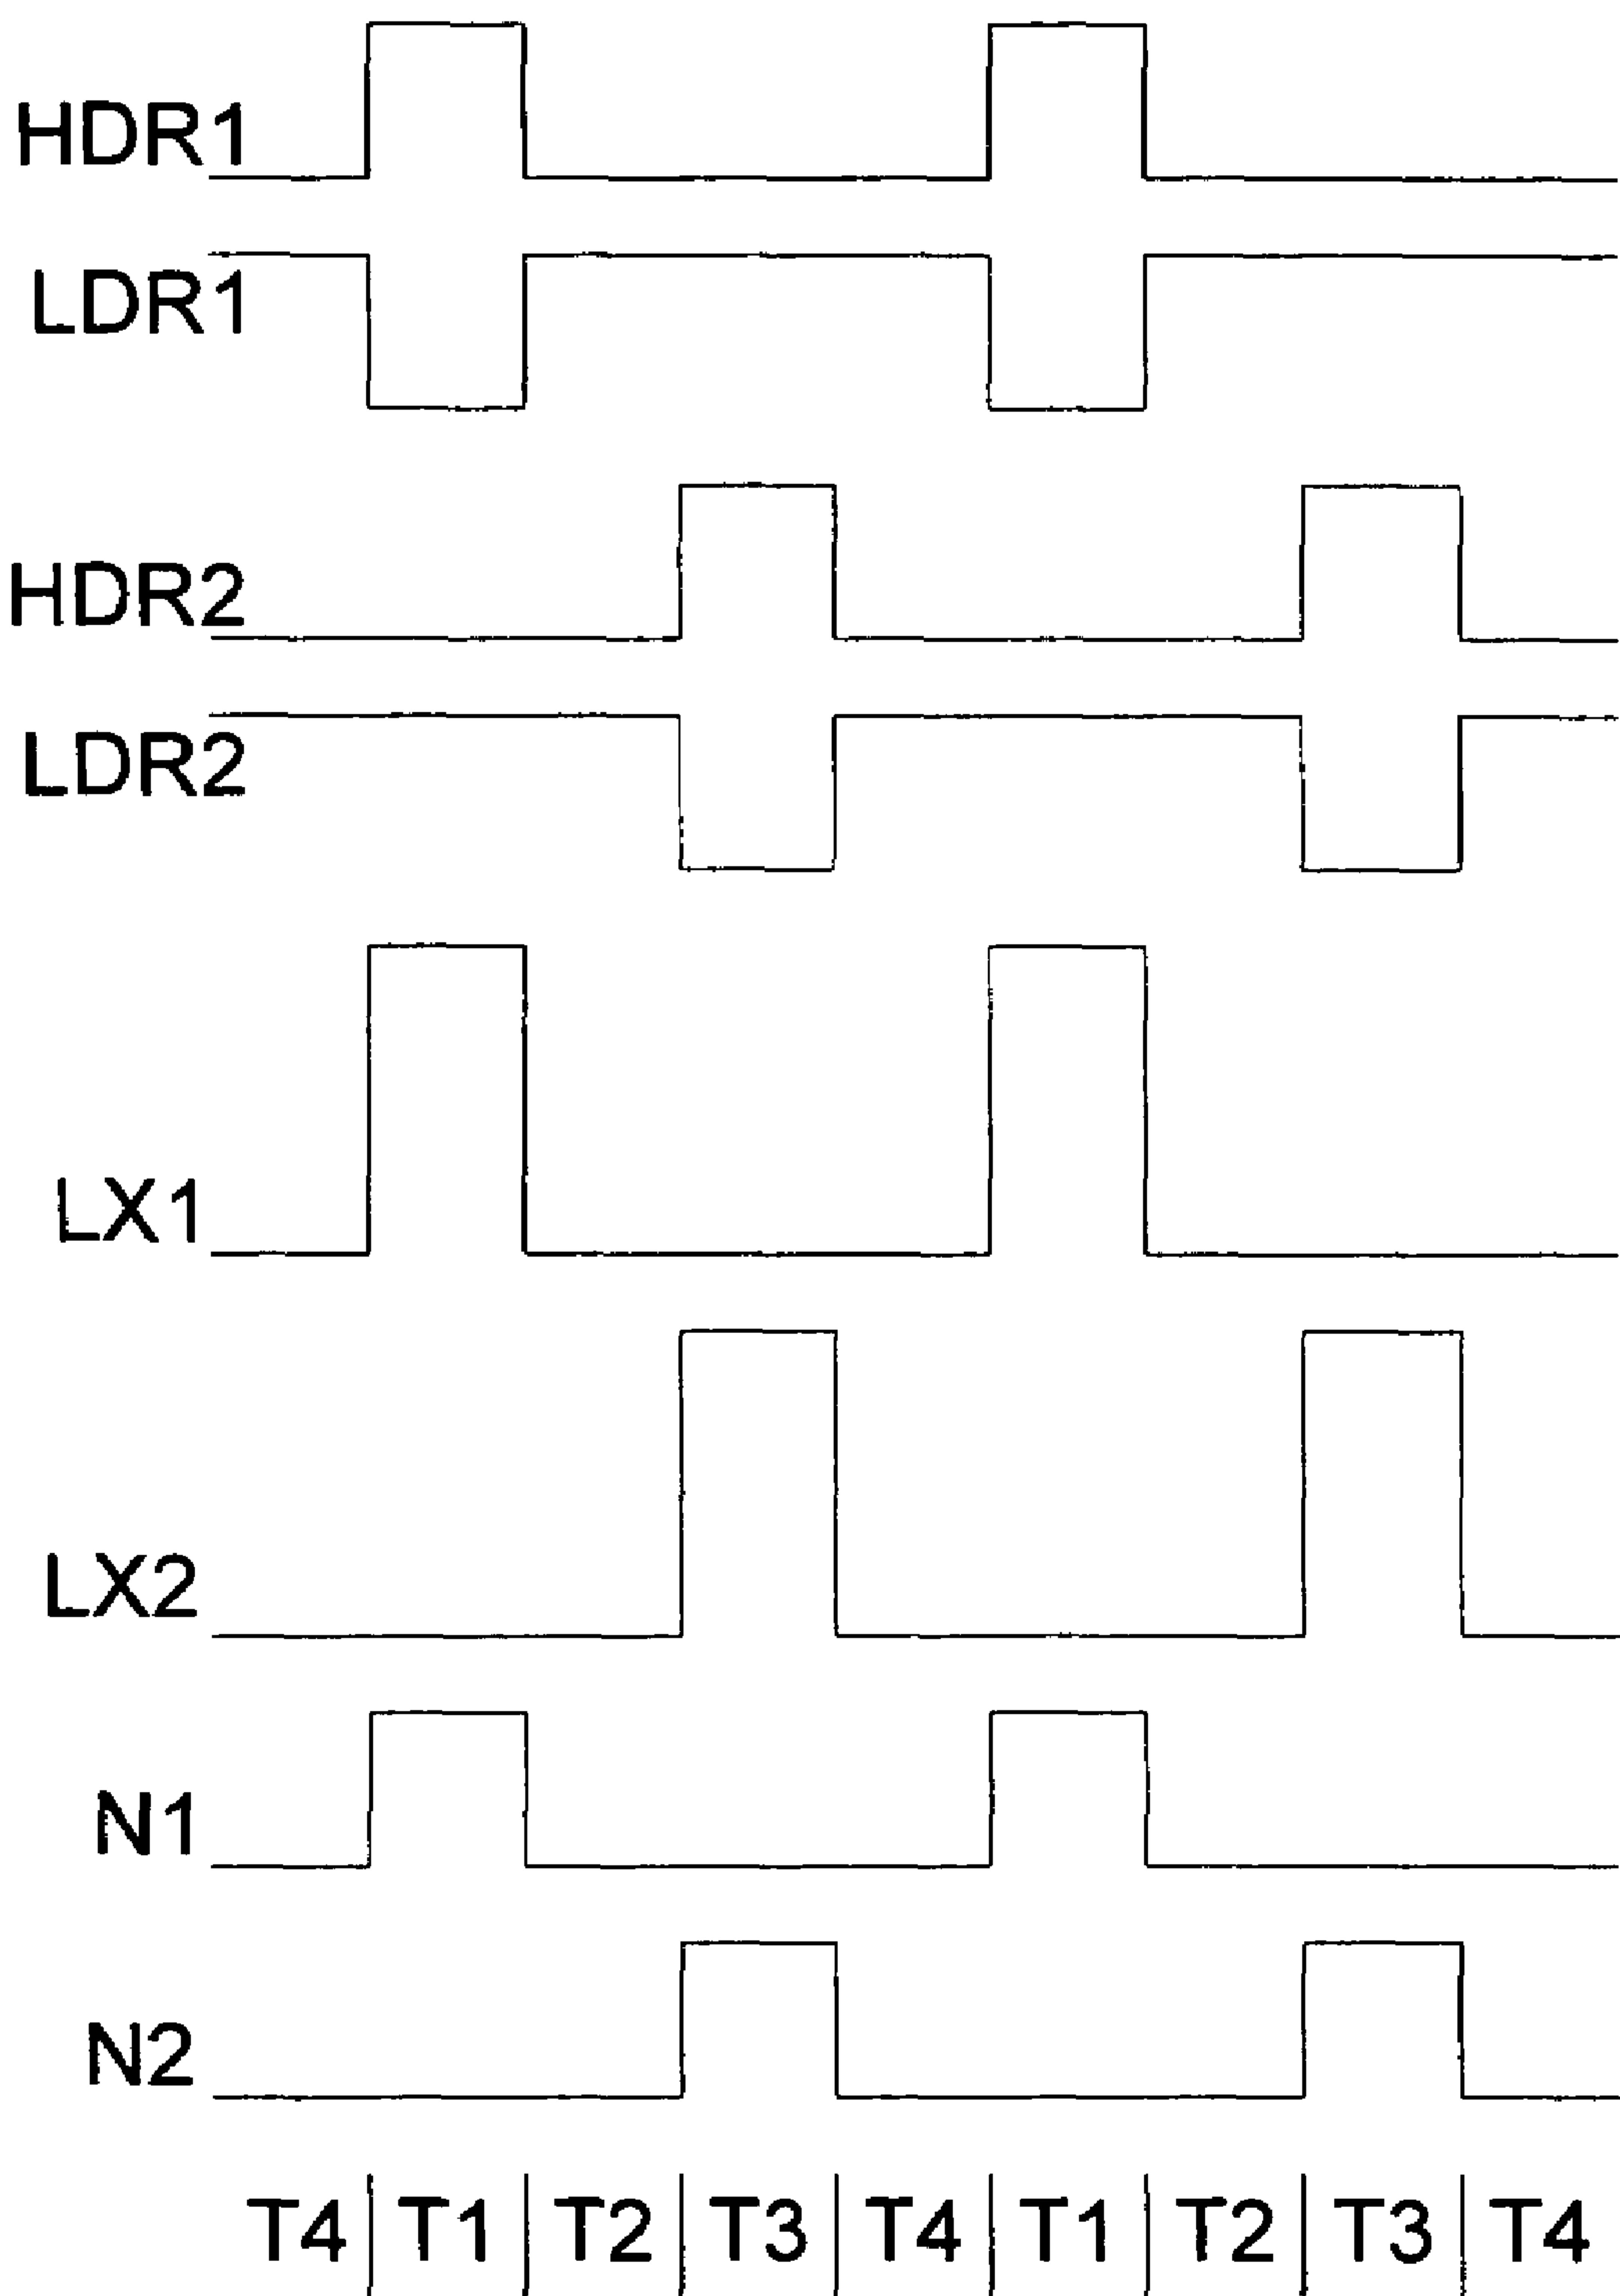 HDR1
LDR1
HDR2
LDR2
LX1
LX2
N1
N2
T4 T1 T2 T3 T4 T1 T2 T3 T4